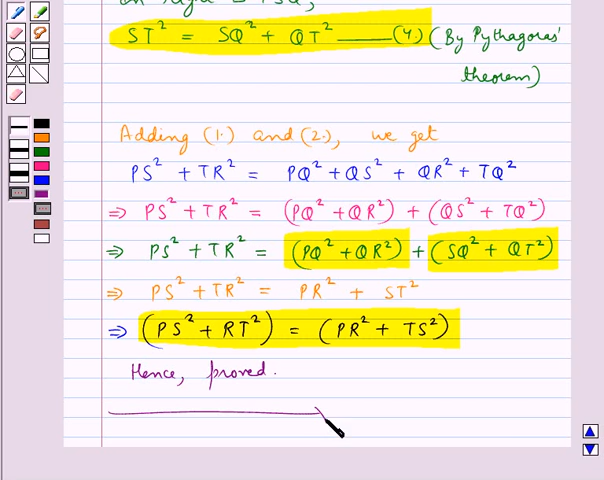 ST² = SQ² + QT² —— (4) (By Pythagoras'
theorem)
Adding (1.) and (2.), we get
PS² + TR² = PQ² + QS² + QR² + TQ²
⇒ PS² + TR² = (PQ² + QR²) + (QS² + TQ²)
⇒ PS² + TR² = (PQ² + QR²) + (SQ² + QT²)
⇒ PS² + TR² = PR² + ST²
⇒ (PS² + RT²) = (PR² + TS²)
Hence, proved.